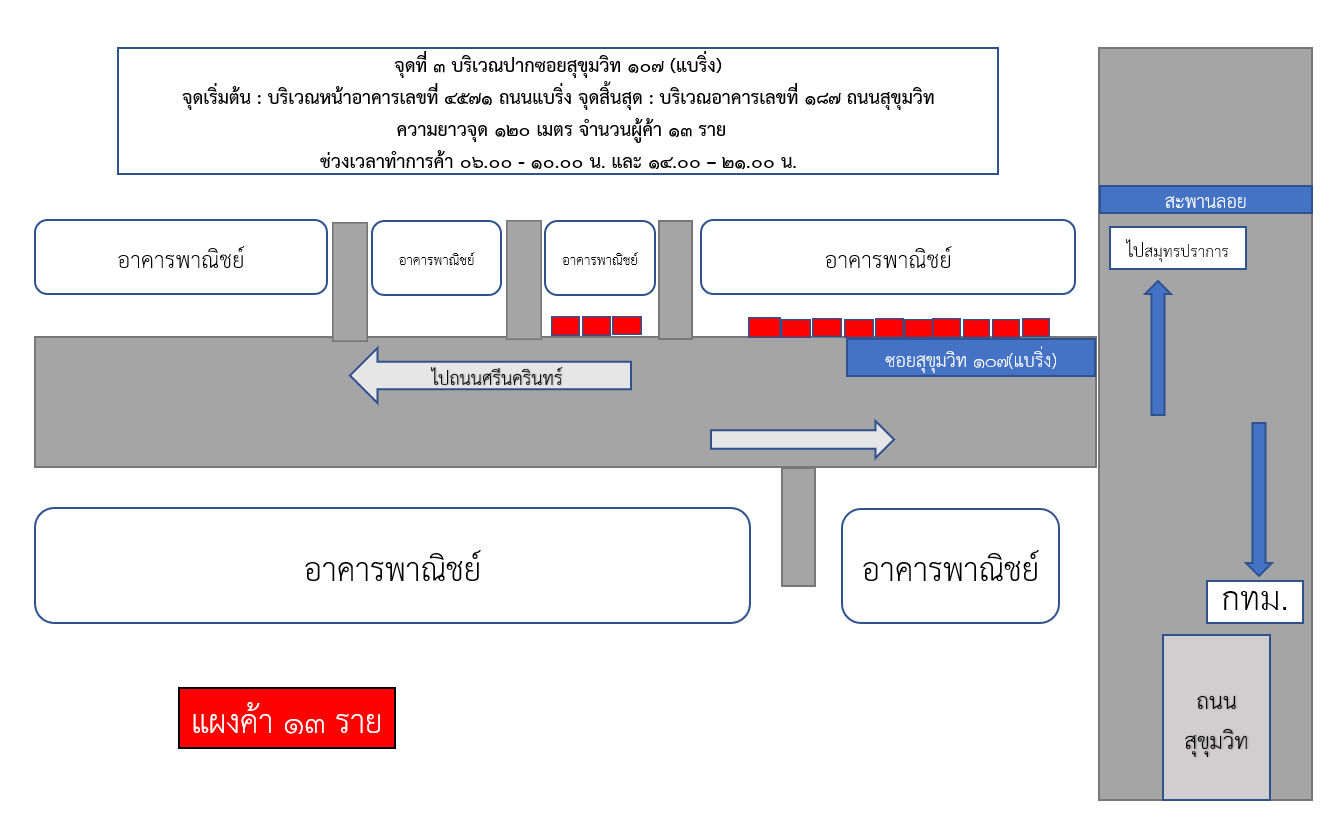 จุดที่ ๓ บริเวณปากซอยสุขุมวิท ๑๐๗ (แบริ่ง)
จุดเริ่มต้น : บริเวณหน้าอาคารเลขที่ ๔๕๗๑ ถนนแบริ่ง จุดสิ้นสุด : บริเวณอาคารเลขที่ ๑๘๗ ถนนสุขุมวิท
ความยาวจุด ๑๒๐ เมตร จำนวนผู้ค้า ๑๓ ราย
ช่วงเวลาทำการค้า ๐๖.๐๐ - ๑๐.๐๐ น. และ ๑๔.๐๐ – ๒๑.๐๐ น.
สะพานลอย
ไปสมุทรปราการ
อาคารพาณิชย์
อาคารพาณิชย์
อาคารพาณิชย์
อาคารพาณิชย์
ซอยสุขุมวิท ๑๐๗(แบริ่ง)
ไปถนนศรีนครินทร์
อาคารพาณิชย์
อาคารพาณิชย์
กทม.
ถนน
สุขุมวิท
แผงค้า ๑๓ ราย